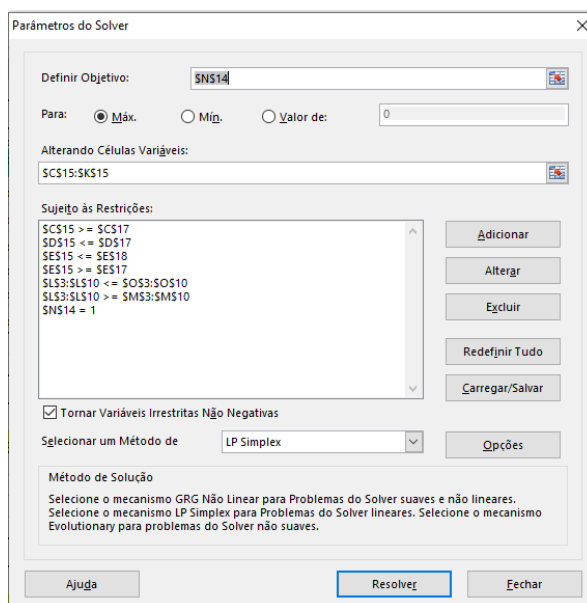 Parâmetros do Solver
Definir Objetivo:
$N$14
Para:
Máx.
Mín.
Valor de:
0
Alterando Células Variáveis:
$C$15:$K$15
Sujeito às Restrições:
$C$15 >= $C$17
$D$15 <= $D$17
$E$15 <= $E$18
$E$15 >= $E$17
$L$3:$L$10 <= $O$3:$O$10
$L$3:$L$10 >= $M$3:$M$10
$N$14 = 1
Adicionar
Alterar
Excluir
Redefinir Tudo
Carregar/Salvar
Tornar Variáveis Irrestritas Não Negativas
Selecionar um Método de
LP Simplex
Opções
Método de Solução
Selecione o mecanismo GRG Não Linear para Problemas do Solver suaves e não lineares.
Selecione o mecanismo LP Simplex para Problemas do Solver lineares. Selecione o mecanismo
Evolutionary para problemas do Solver não suaves.
Ajuda
Resolver
Fechar